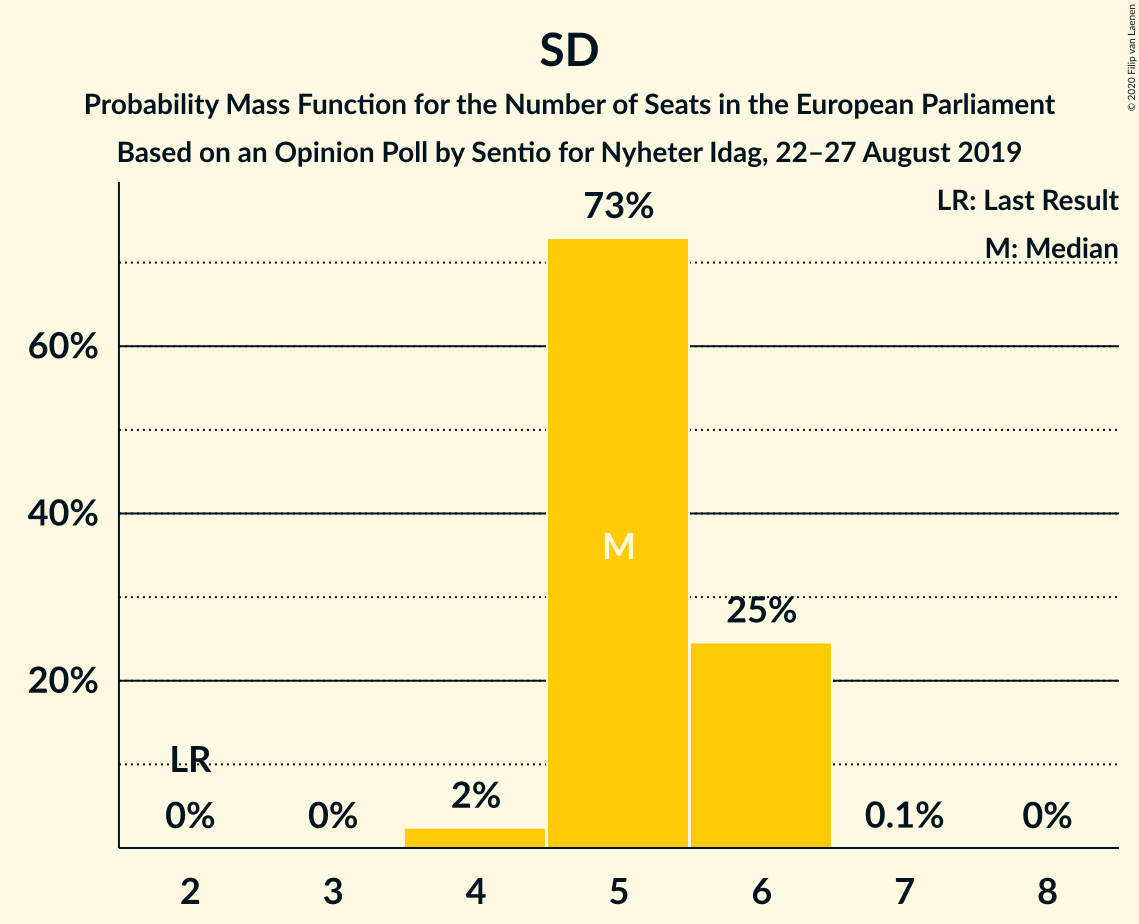 SD
Probability Mass Function for the Number of Seats in the European Parliament
Based on an Opinion Poll by Sentio for Nyheter Idag, 22–27 August 2019
© 2020 Filip van Laenen
LR: Last Result
M: Median
73%
60%
40%
M
25%
20%
LR
0%
0%
2%
0.1%
0%
2
3
4
5
6
7
8